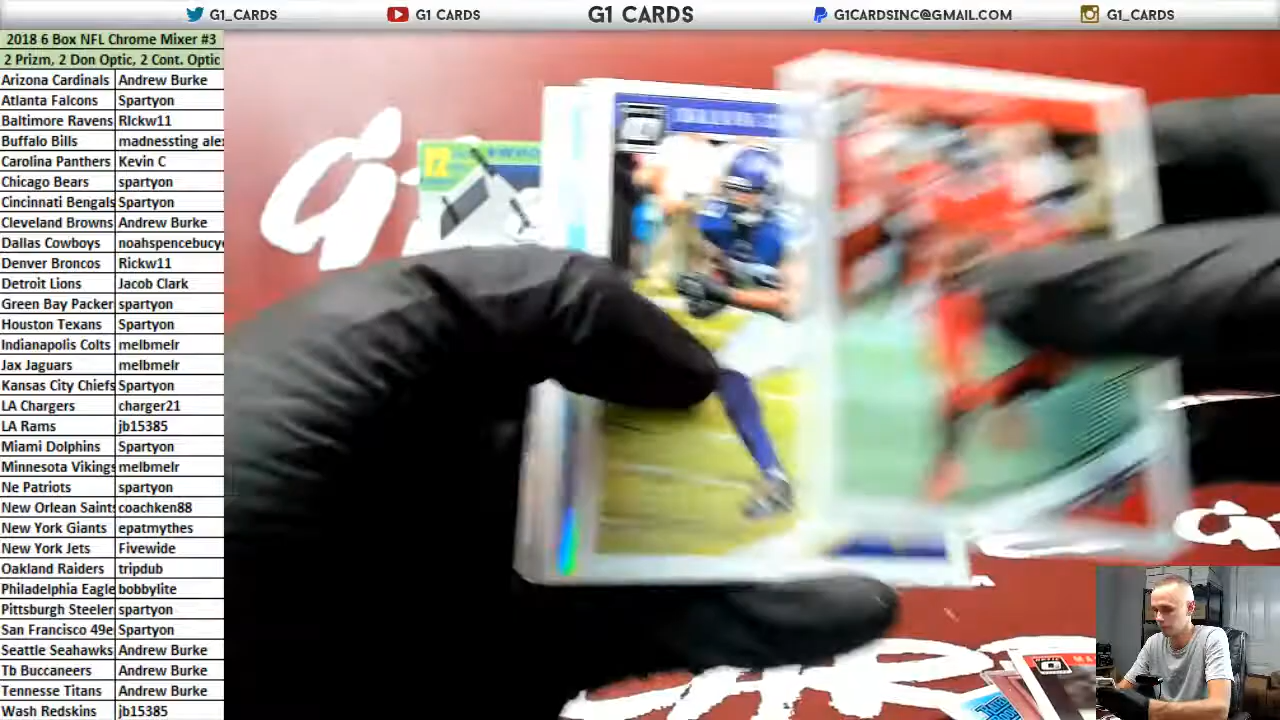 G1_CARDS
G1 CARDS
G1 CARDS
G1CARDSINC@GMAIL.COM
G1_CARDS
2018 6 Box NFL Chrome Mixer #3
2 Prizm, 2 Don Optic, 2 Cont. Optic
Arizona Cardinals Andrew Burke
Atlanta Falcons Spartyon
Baltimore Ravens RIckw11
Buffalo Bills madnessting ale
Carolina Panthers Kevin C
Chicago Bears spartyon
Cincinnati Bengals Spartyon
Cleveland Browns Andrew Burke
Dallas Cowboys noahspencebucy
Denver Broncos Rickw11
Detroit Lions Jacob Clark
Green Bay Packer spartyon
Houston Texans Spartyon
Indianapolis Colts melbmelr
Jax Jaguars melbmelr
Kansas City Chiefs Spartyon
LA Chargers charger21
LA Rams jb15385
Miami Dolphins Spartyon
Minnesota Vikings melbmelr
Ne Patriots spartyon
New Orlean Saints coachken88
New York Giants epatmythes
New York Jets Fivewide
Oakland Raiders tripdub
Philadelphia Eagle bobbylite
Pittsburgh Steeler spartyon
San Francisco 49e Spartyon
Seattle Seahawks Andrew Burke
Tb Buccaneers Andrew Burke
Tennesse Titans Andrew Burke
Wash Redskins jb15385